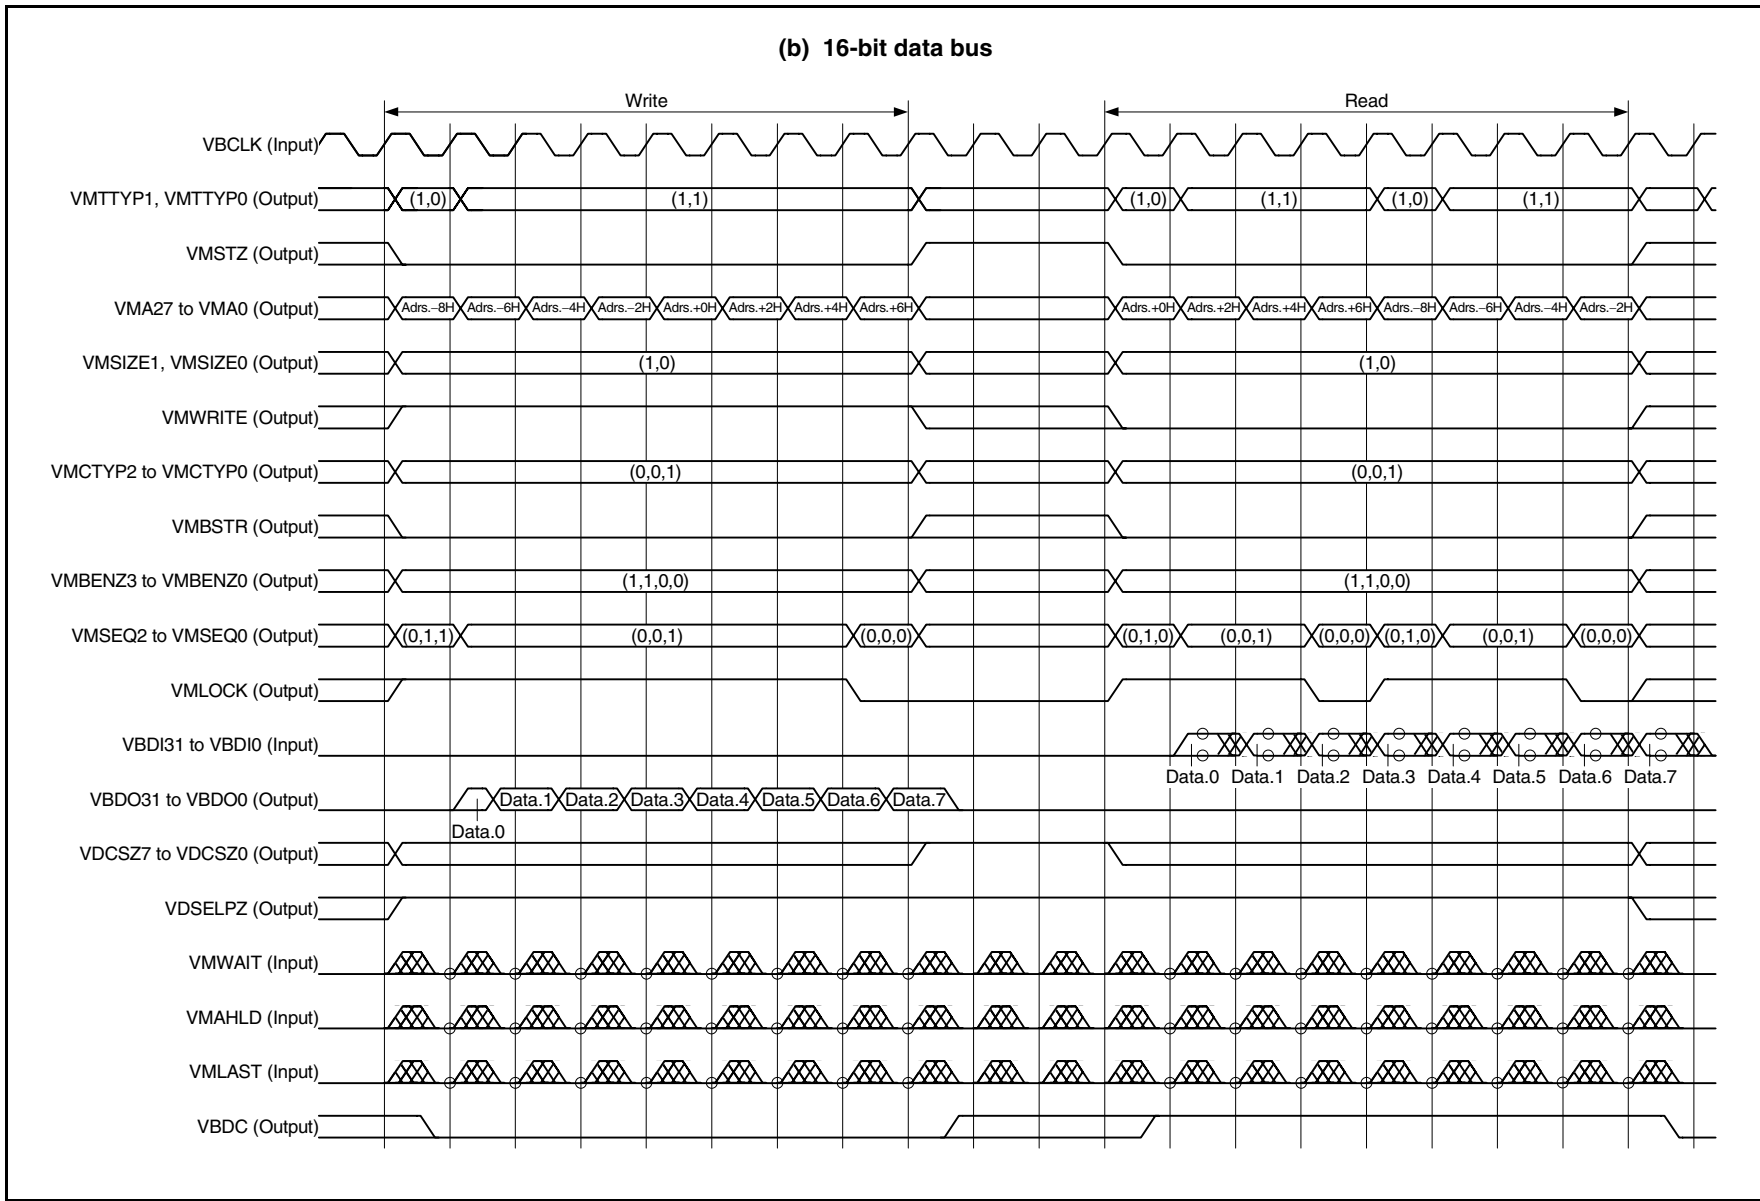 (b) 16-bit data bus
Write Read
VBCLK (Input)
VMTTYP1, VMTTYP0 (Output) (1,0) (1,1) (1,0) (1,1) (1,0) (1,1)
VMSTZ (Output)
VMA27 to VMA0 (Output) Adrs.−8H Adrs.−6H Adrs.−4H Adrs.−2H Adrs.+0H Adrs.+2H Adrs.+4H Adrs.+6H Adrs.+0H Adrs.+2H Adrs.+4H Adrs.+6H Adrs.−8H Adrs.−6H Adrs.−4H Adrs.−2H
VMSIZE1, VMSIZE0 (Output) (1,0) (1,0)
VMWRITE (Output)
VMCTYP2 to VMCTYP0 (Output) (0,0,1) (0,0,1)
VMBSTR (Output)
VMBENZ3 to VMBENZ0 (Output) (1,1,0,0) (1,1,0,0)
VMSEQ2 to VMSEQ0 (Output) (0,1,1) (0,0,1) (0,0,0) (0,1,0) (0,0,1) (0,0,0) (0,1,0) (0,0,1) (0,0,0)
VMLOCK (Output)
VBDI31 to VBDI0 (Input)
Data.0 Data.1 Data.2 Data.3 Data.4 Data.5 Data.6 Data.7
VBDO31 to VBDO0 (Output) Data.1 Data.2 Data.3 Data.4 Data.5 Data.6 Data.7
Data.0
VDCSZ7 to VDCSZ0 (Output)
VDSELPZ (Output)
VMWAIT (Input)
VMAHLD (Input)
VMLAST (Input)
VBDC (Output)